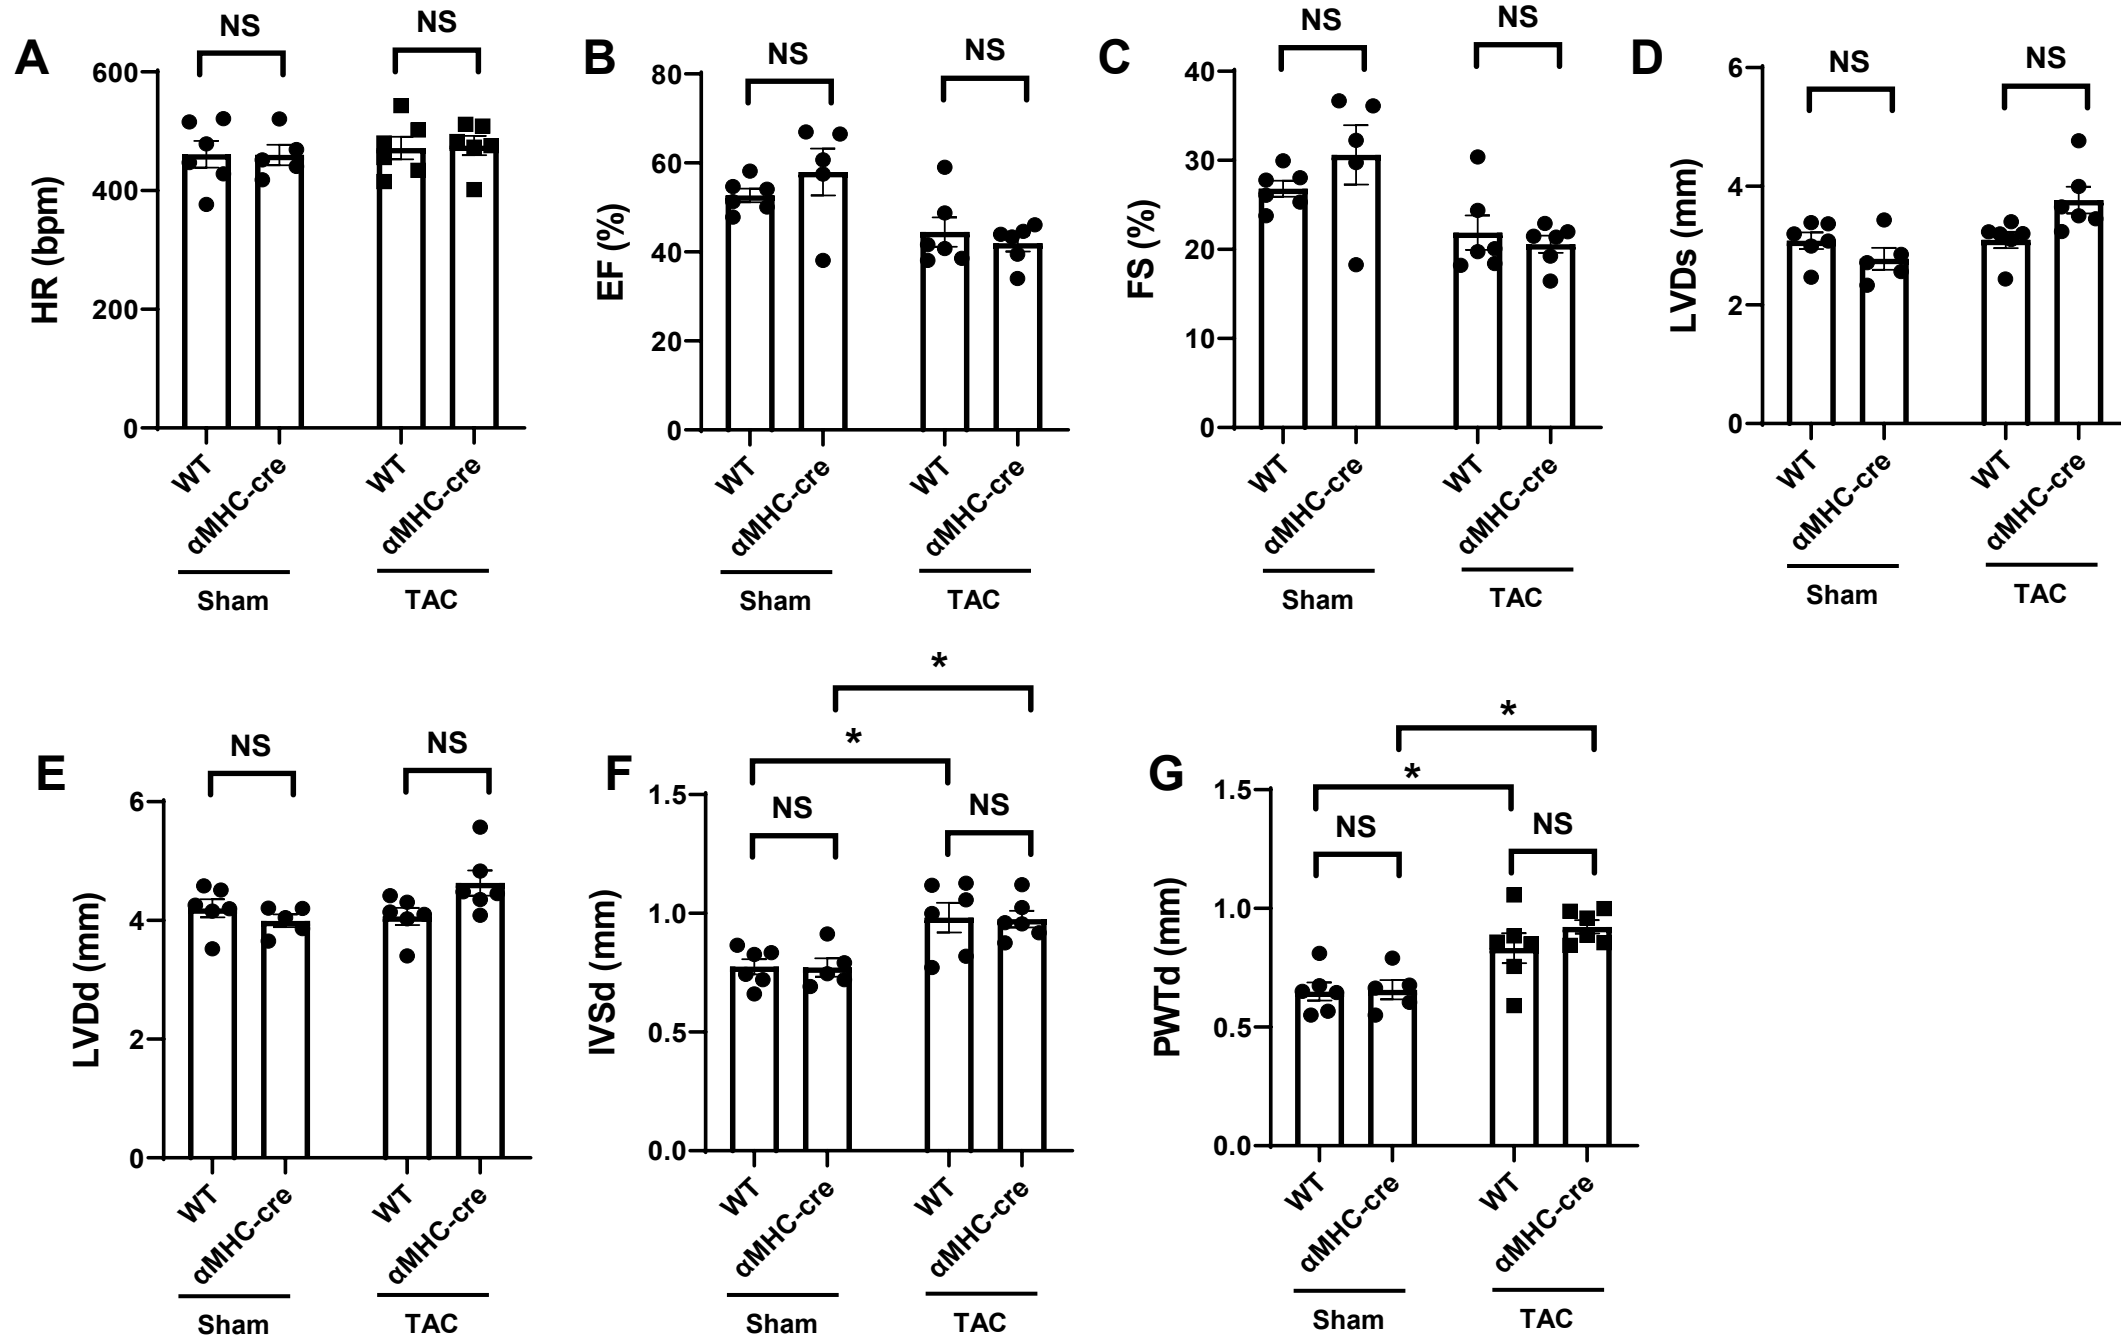 A
HR (bpm)
600
400
200
0
NS
NS
WT
αMHC-cre
WT
αMHC-cre
Sham
TAC
B
EF (%)
80
60
40
20
0
NS
NS
WT
αMHC-cre
WT
αMHC-cre
Sham
TAC
C
FS (%)
40
30
20
10
0
NS
NS
WT
αMHC-cre
WT
αMHC-cre
Sham
TAC
D
LVDs (mm)
6
4
2
0
NS
NS
WT
αMHC-cre
WT
αMHC-cre
Sham
TAC
E
LVDd (mm)
6
4
2
0
NS
NS
WT
αMHC-cre
WT
αMHC-cre
Sham
TAC
F
IVSd (mm)
1.5
1.0
0.5
0.0
*
*
NS
NS
WT
αMHC-cre
WT
αMHC-cre
Sham
TAC
G
PWTd (mm)
1.5
1.0
0.5
0.0
*
*
NS
NS
WT
αMHC-cre
WT
αMHC-cre
Sham
TAC